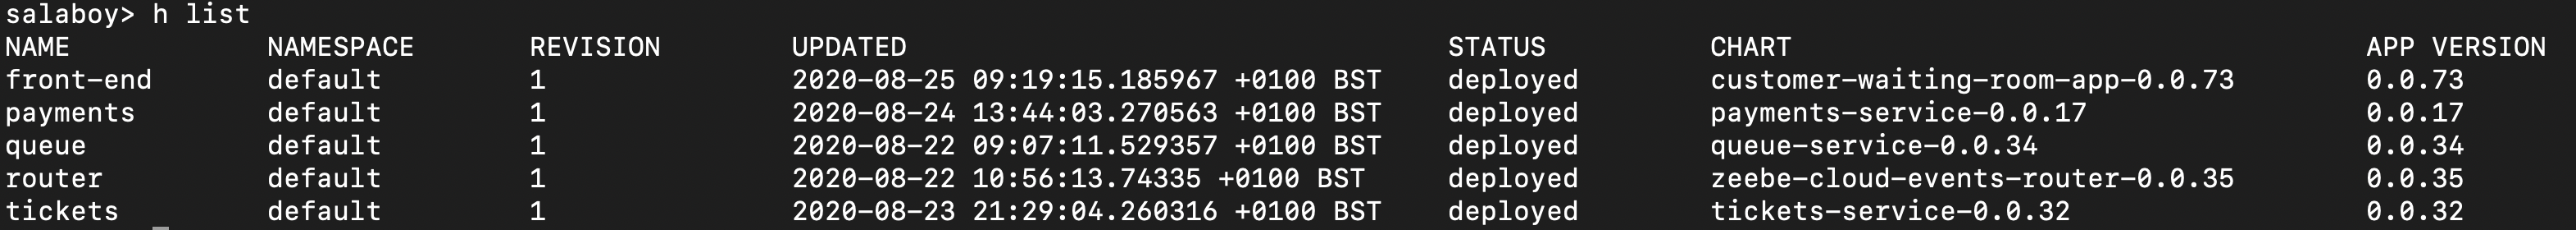 salaboy> h list
NAME NAMESPACE REVISION UPDATED STATUS CHART APP VERSION
front-end default 1 2020-08-25 09:19:15.185967 +0100 BST deployed customer-waiting-room-app-0.0.73 0.0.73
payments default 1 2020-08-24 13:44:03.270563 +0100 BST deployed payments-service-0.0.17 0.0.17
queue default 1 2020-08-22 09:07:11.529357 +0100 BST deployed queue-service-0.0.34 0.0.34
router default 1 2020-08-22 10:56:13.74335 +0100 BST deployed zeebe-cloud-events-router-0.0.35 0.0.35
tickets default 1 2020-08-23 21:29:04.260316 +0100 BST deployed tickets-service-0.0.32 0.0.32